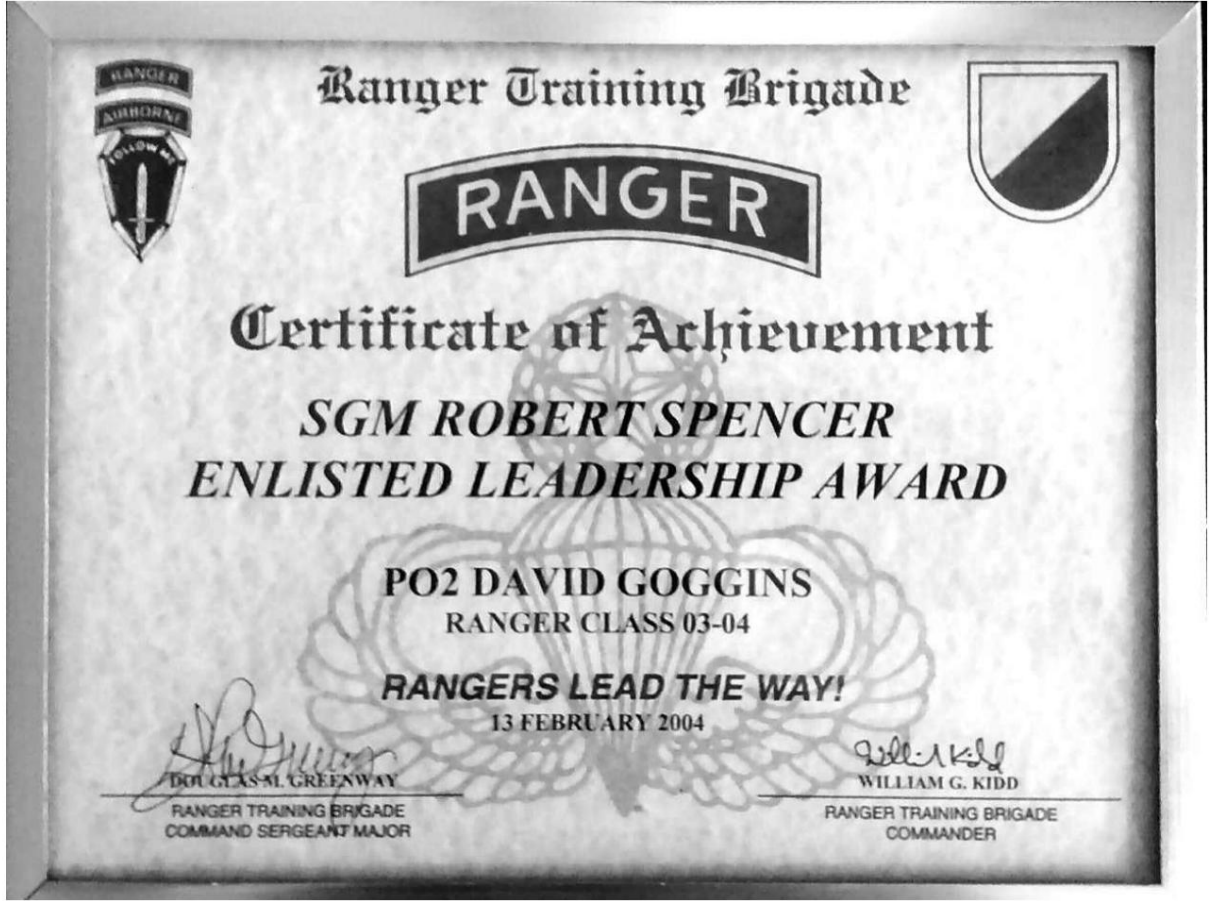 RANGER
AIRBORNE
FOLLOW ME
Ranger Training Brigade
RANGER
Certificate of Achievement
SGM ROBERT SPENCER
ENLISTED LEADERSHIP AWARD
PO2 DAVID GOGGINS
RANGER CLASS 03-04
RANGERS LEAD THE WAY!
13 FEBRUARY 2004
DOUGLAS M. GREENWAY
RANGER TRAINING BRIGADE
COMMAND SERGEANT MAJOR
WILLIAM G. KIDD
RANGER TRAINING BRIGADE
COMMANDER